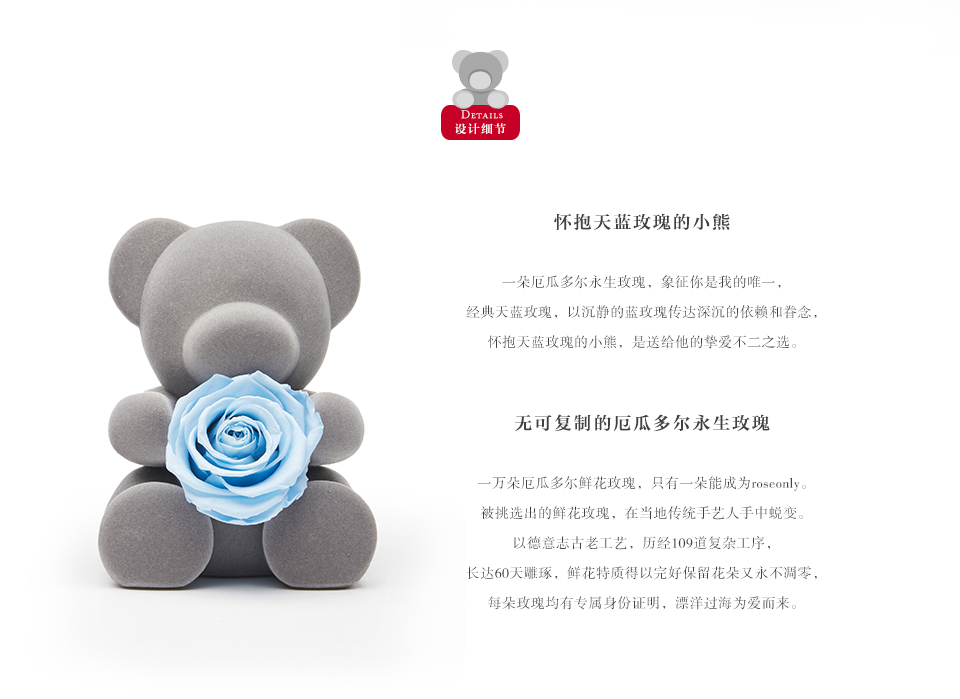 DETAILS
设计细节
怀抱天蓝玫瑰的小熊
一朵厄瓜多尔永生玫瑰，象征你是我的唯一，
经典天蓝玫瑰，以沉静的蓝玫瑰传达深沉的依赖和眷念，
怀抱天蓝玫瑰的小熊，是送给他的挚爱不二之选。
无可复制的厄瓜多尔永生玫瑰
一万朵厄瓜多尔鲜花玫瑰，只有一朵能成为roseonly。
被挑选出的鲜花玫瑰，在当地传统手艺人手中蜕变。
以德意志古老工艺，历经109道复杂工序，
长达60天雕琢，鲜花特质得以完好保留花朵又永不凋零，
每朵玫瑰均有专属身份证明，漂洋过海为爱而来。